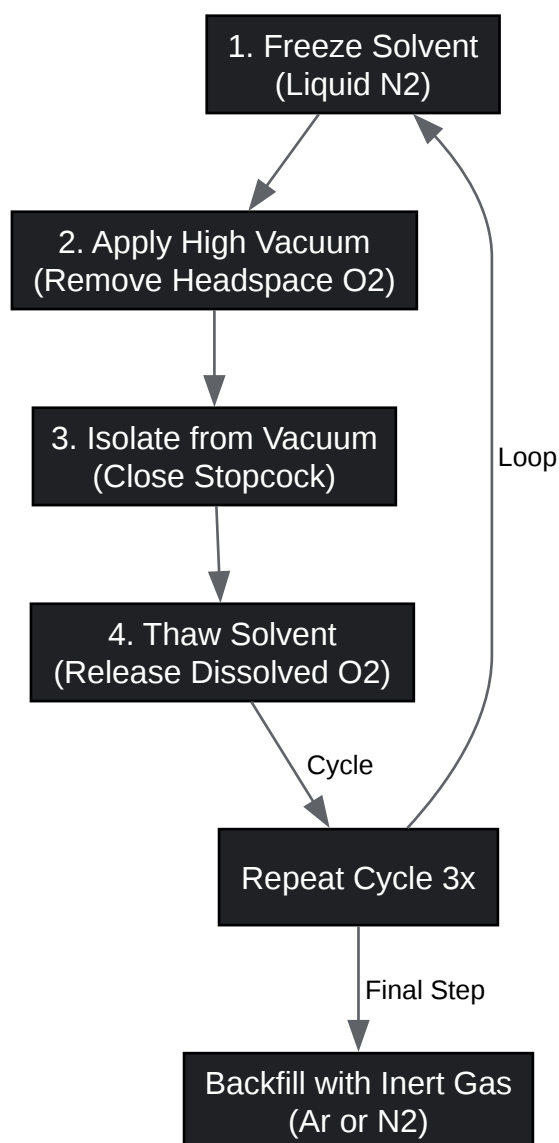 1. Freeze Solvent
(Liquid N2)
2. Apply High Vacuum
(Remove Headspace O2)
3. Isolate from Vacuum
(Close Stopcock)
Loop
4. Thaw Solvent
(Release Dissolved O2)
Cycle
Repeat Cycle 3x
Final Step
Backfill with Inert Gas
(Ar or N2)